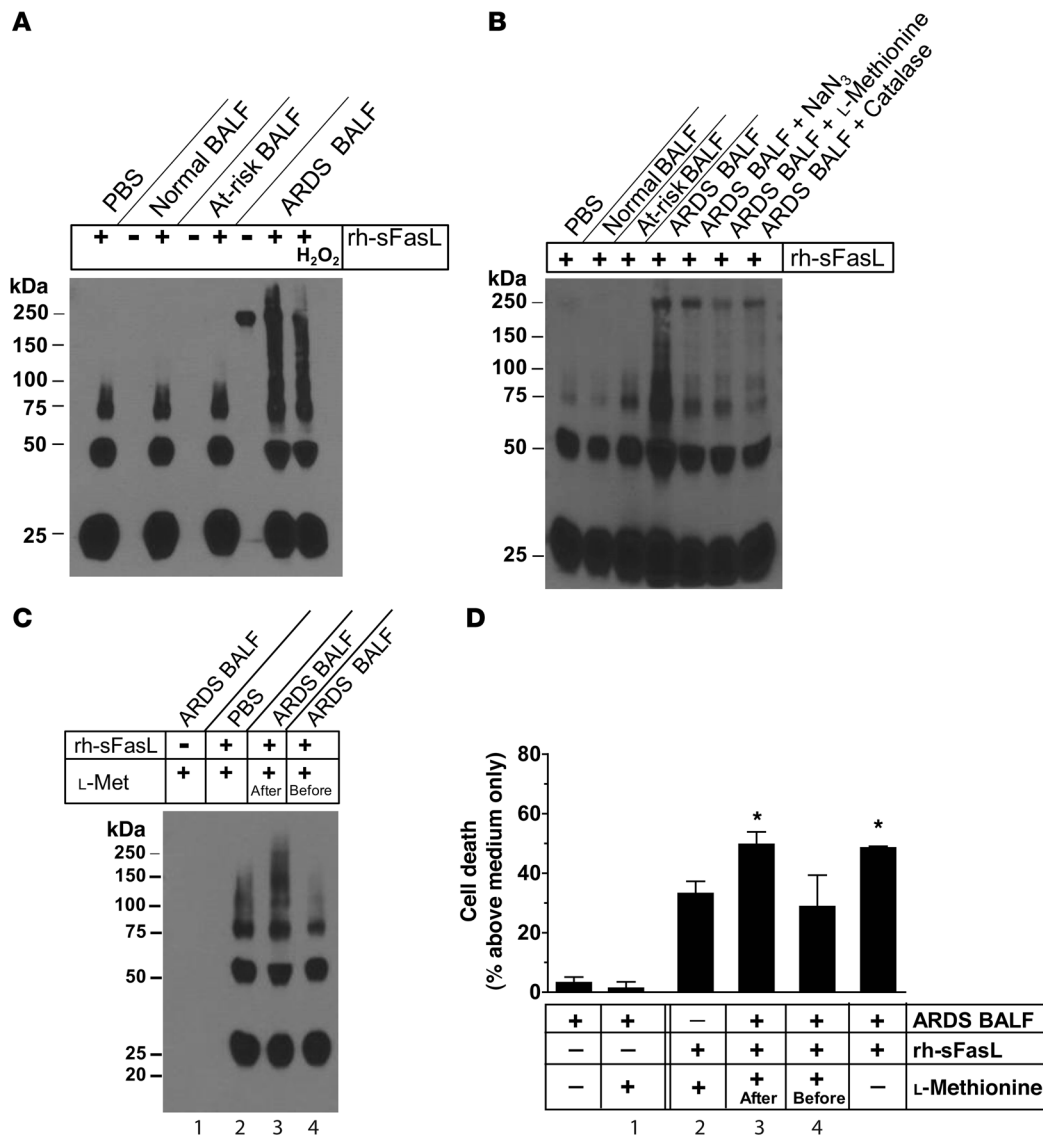 A
PBS
Normal BALF
At-risk BALF
ARDS BALF
+ - + - + - + + rh-sFasL
H₂O₂
kDa
250
150
100
75
50
25
B
PBS
Normal BALF
At-risk BALF
ARDS BALF
ARDS BALF + NaN₃
ARDS BALF + L-Methionine
ARDS BALF + Catalase
+ + + + + + + rh-sFasL
kDa
250
150
100
75
50
25
C
ARDS BALF
PBS
ARDS BALF
ARDS BALF
rh-sFasL - + + +
L-Met + + + +
After Before
kDa
250
150
100
75
50
25
20
1 2 3 4
D
Cell death
(% above medium only)
80
60
40
20
0
* *
+ + – + + + ARDS BALF
– – + + + + rh-sFasL
– + + + + – L-Methionine
After Before
1 2 3 4